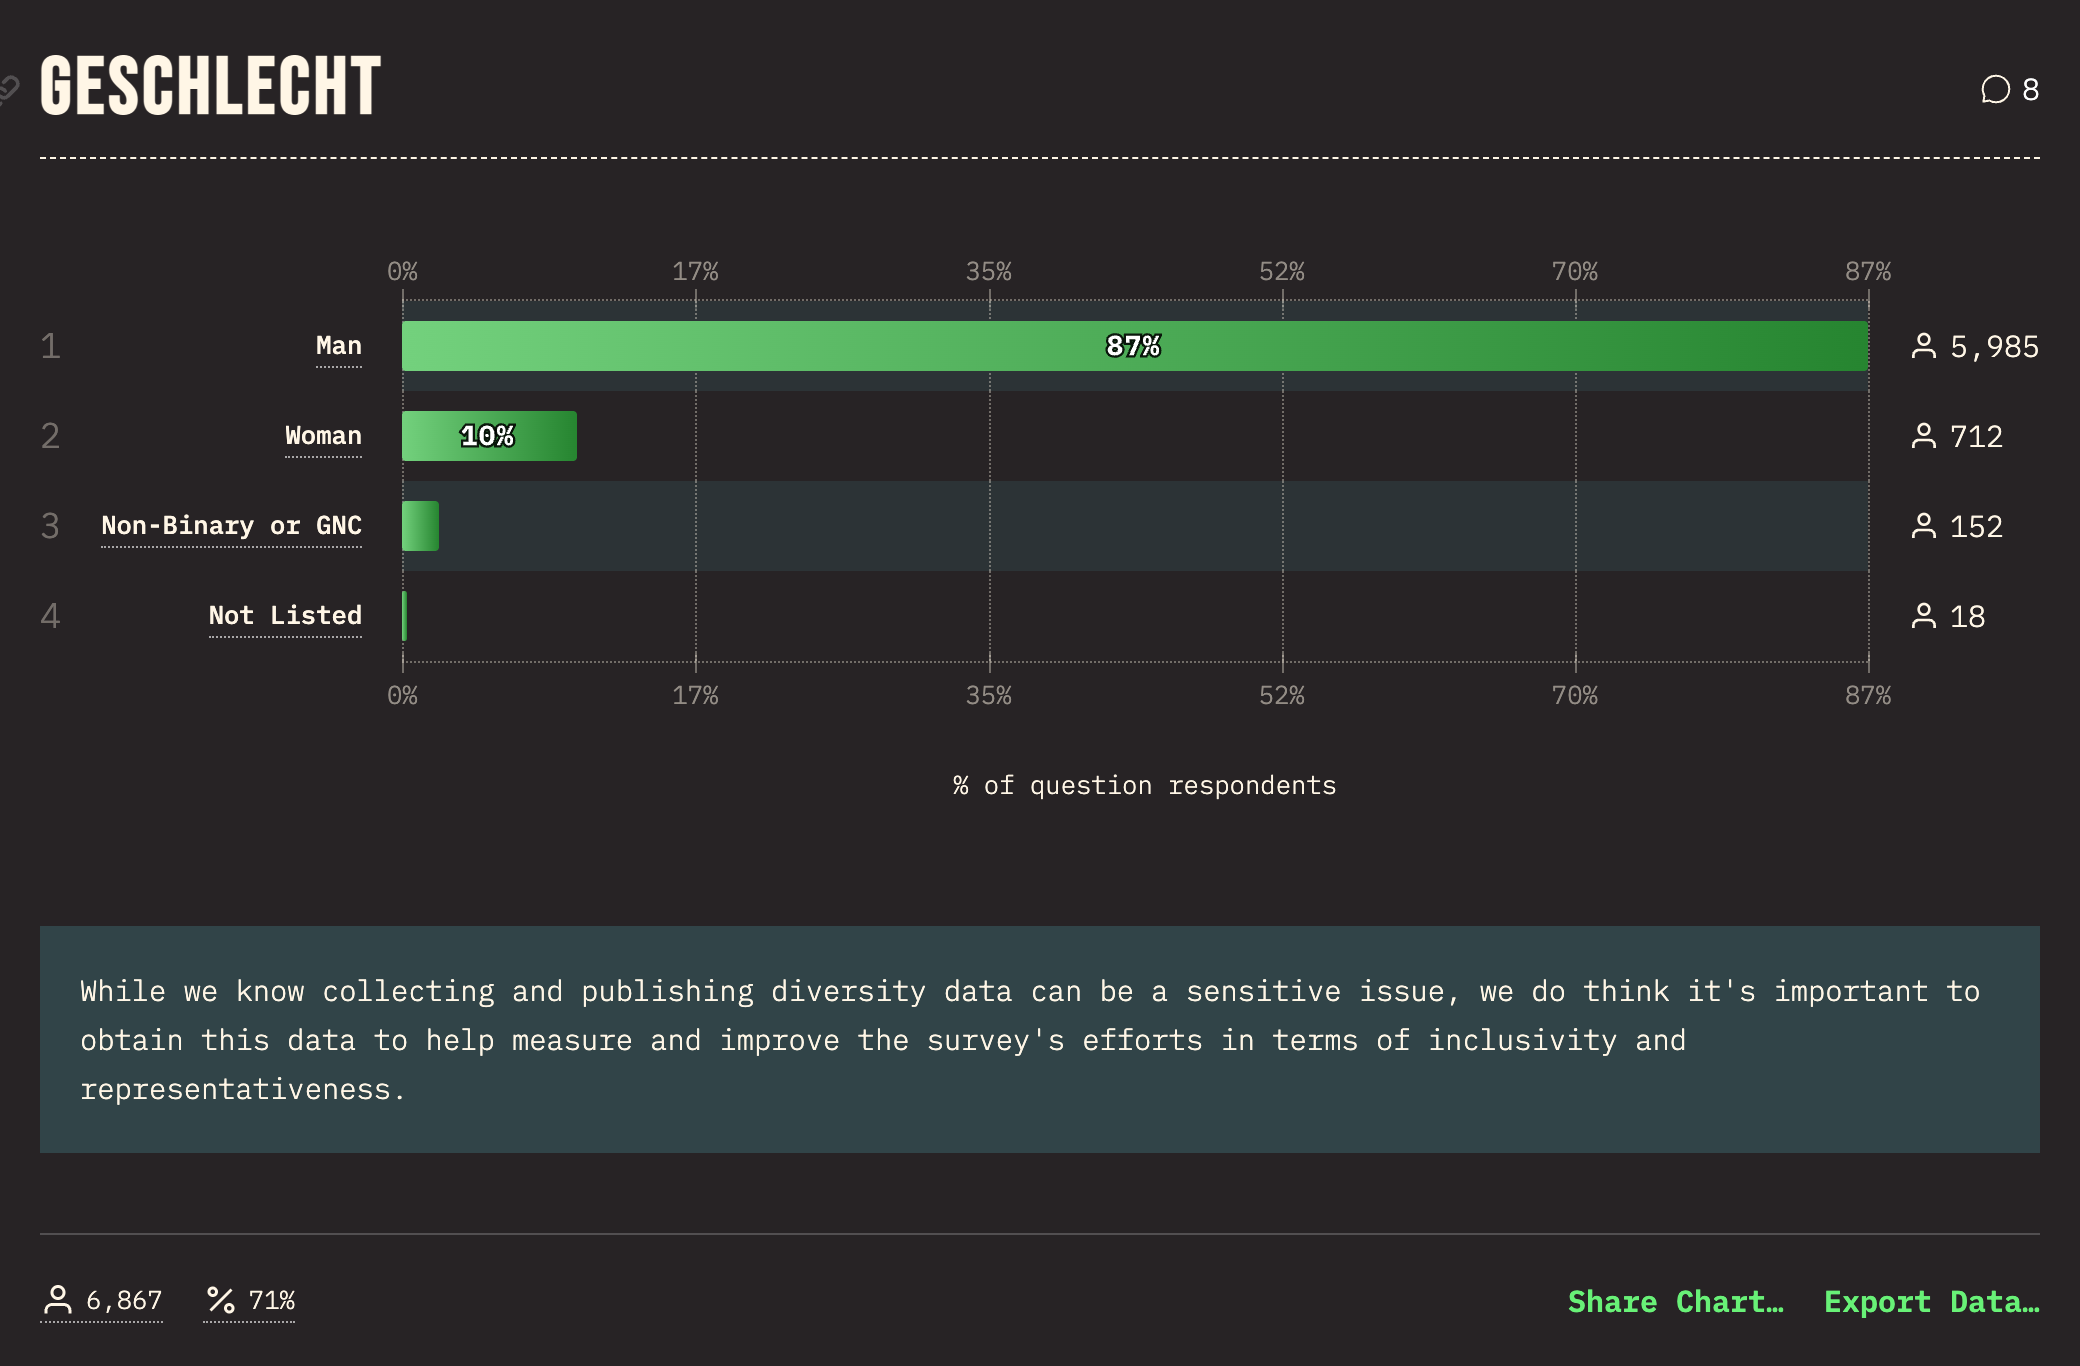 GESCHLECHT
8
0% 17% 35% 52% 70% 87%
1 Man 87% 5,985
2 Woman 10% 712
3 Non-Binary or GNC 152
4 Not Listed 18
0% 17% 35% 52% 70% 87%
% of question respondents
While we know collecting and publishing diversity data can be a sensitive issue, we do think it's important to
obtain this data to help measure and improve the survey's efforts in terms of inclusivity and
representativeness.
6,867 71% Share Chart… Export Data…